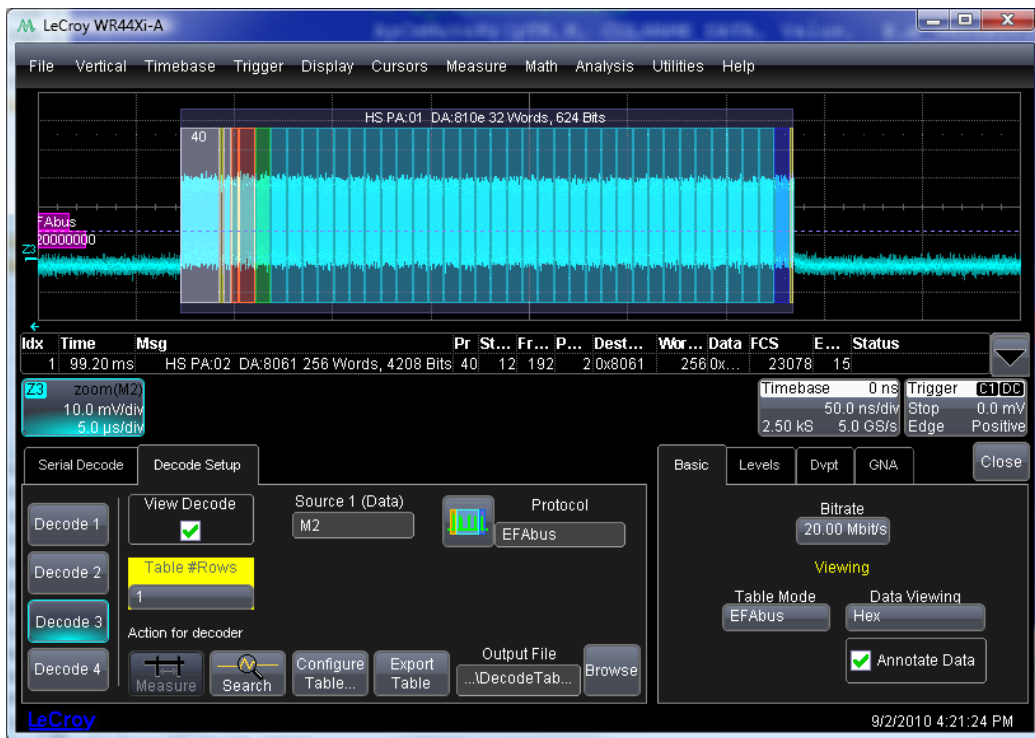 LeCroy WR44Xi-A
File Vertical Timebase Trigger Display Cursors Measure Math Analysis Utilities Help
HS PA:01 DA:810e 32 Words, 624 Bits
40
FAbus
20000000
Z3
Idx Time Msg Pr St... Fr... P... Dest... Wor... Data FCS E... Status
1 99.20 ms HS PA:02 DA:8061 256 Words, 4208 Bits 40 12 192 2 0x8061 256 0x... 23078 15
Z3 zoom(M2)
10.0 mV/div
5.0 µs/div
Timebase 0 ns
50.0 ns/div
2.50 kS 5.0 GS/s
Trigger C1 DC
Stop 0.0 mV
Edge Positive
Serial Decode Decode Setup
Basic Levels Dvpt GNA Close
Decode 1
Decode 2
Decode 3
Decode 4
View Decode
Source 1 (Data)
M2
Protocol
EFAbus
Table #Rows
1
Action for decoder
Measure
Search
Configure
Table...
Export
Table
Output File
...\DecodeTab...
Browse
Bitrate
20.00 Mbit/s
Viewing
Table Mode
EFAbus
Data Viewing
Hex
Annotate Data
LeCroy
9/2/2010 4:21:24 PM